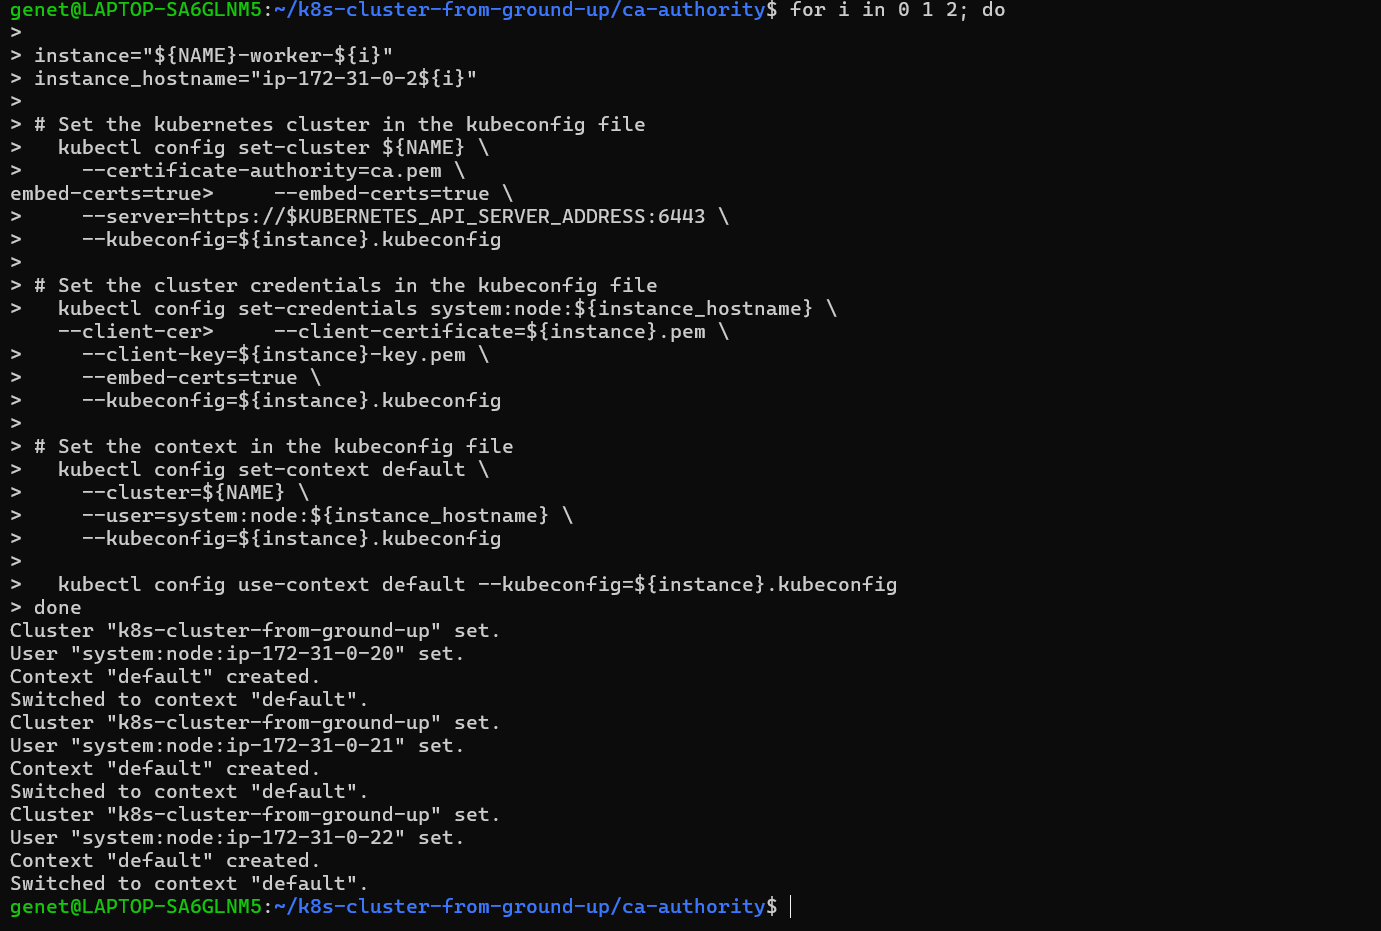 genet@LAPTOP-SA6GLNM5:~/k8s-cluster-from-ground-up/ca-authority$ for i in 0 1 2; do
>
> instance="${NAME}-worker-${i}"
> instance_hostname="ip-172-31-0-2${i}"
>
> # Set the kubernetes cluster in the kubeconfig file
>   kubectl config set-cluster ${NAME} \
>     --certificate-authority=ca.pem \
embed-certs=true>     --embed-certs=true \
>     --server=https://$KUBERNETES_API_SERVER_ADDRESS:6443 \
>     --kubeconfig=${instance}.kubeconfig
>
> # Set the cluster credentials in the kubeconfig file
>   kubectl config set-credentials system:node:${instance_hostname} \
    --client-cer>     --client-certificate=${instance}.pem \
>     --client-key=${instance}-key.pem \
>     --embed-certs=true \
>     --kubeconfig=${instance}.kubeconfig
>
> # Set the context in the kubeconfig file
>   kubectl config set-context default \
>     --cluster=${NAME} \
>     --user=system:node:${instance_hostname} \
>     --kubeconfig=${instance}.kubeconfig
>
>   kubectl config use-context default --kubeconfig=${instance}.kubeconfig
> done
Cluster "k8s-cluster-from-ground-up" set.
User "system:node:ip-172-31-0-20" set.
Context "default" created.
Switched to context "default".
Cluster "k8s-cluster-from-ground-up" set.
User "system:node:ip-172-31-0-21" set.
Context "default" created.
Switched to context "default".
Cluster "k8s-cluster-from-ground-up" set.
User "system:node:ip-172-31-0-22" set.
Context "default" created.
Switched to context "default".
genet@LAPTOP-SA6GLNM5:~/k8s-cluster-from-ground-up/ca-authority$